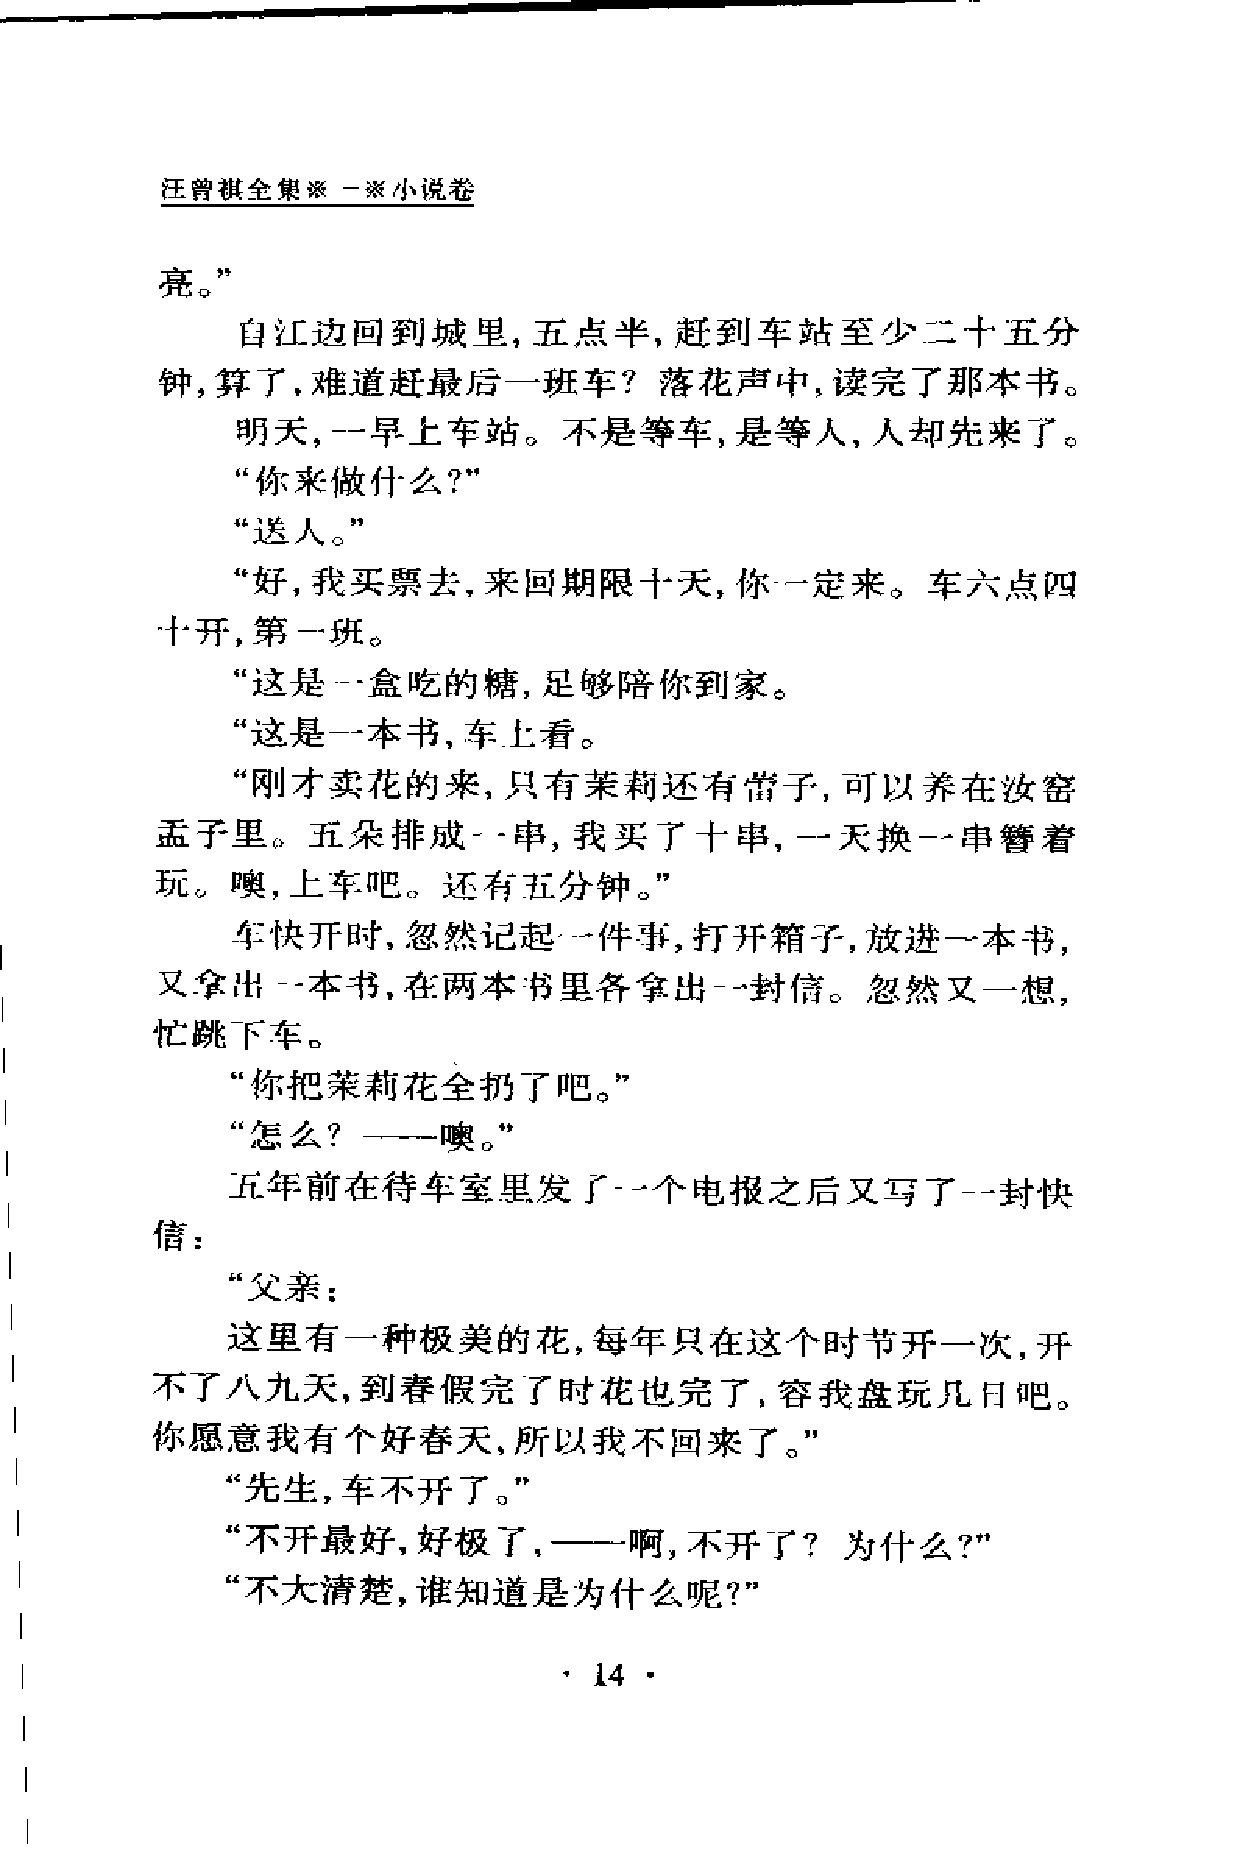 汪曾祺全集※ 一※小说卷
亮。”
自江边回到城里,五点半,赶到车站至少二十五分
钟,算了,难道赶最后一班车? 落花声中,读完了那本书。
明天,一早上车站。不是等车,是等人,人却先来了。
“你来做什么?”
“送人。”
“好,我买票去,来回期限十天,你一定来。车六点四
十开,第一班。
“这是一盒吃的糖,足够陪你到家。
“这是一本书,车上看。
“刚才卖花的来,只有茉莉还有蕾子,可以养在汝窑
盂子里。五朵排成一串,我买了十串,一天换一串簪着
玩。噢,上车吧。还有五分钟。”
车快开时,忽然记起一件事,打开箱子,放进一本书,
又拿出一本书,在两本书里各拿出一封信。忽然又一想,
忙跳下车。
“你把茉莉花全扔了吧。”
“怎么? ——噢。”
五年前在待车室里发了一个电报之后又写了一封快
信:
“父亲:
这里有一种极美的花,每年只在这个时节开一次,开
不了八九天,到春假完了时花也完了,容我盘玩几日吧。
你愿意我有个好春天,所以我不回来了。”
“先生,车不开了。”
“不开最好,好极了,——啊,不开了? 为什么?”
“不大清楚,谁知道是为什么呢?”
· 14 ·